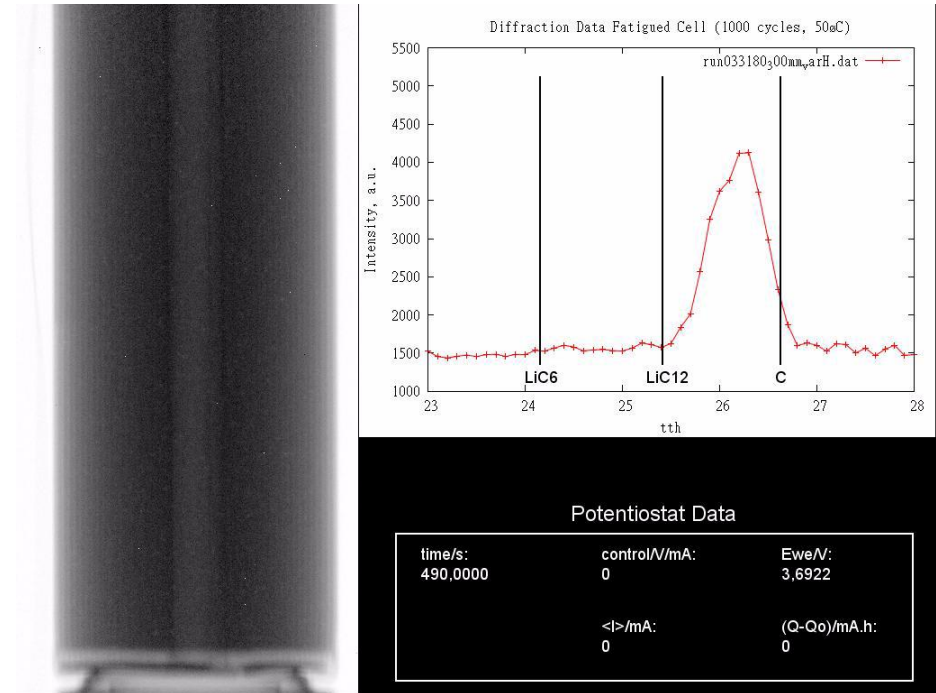 Diffraction Data Fatigued Cell (1000 cycles, 50øC)
run033180300mmvarH.dat
Intensity, a.u.
5500
5000
4500
4000
3500
3000
2500
2000
1500
1000
LiC6
LiC12
C
23
24
25
26
27
28
tth
Potentiostat Data
time/s:
control/V/mA:
Ewe/V:
490,0000
0
3,6922
<I>/mA:
(Q-Qo)/mA.h:
0
0